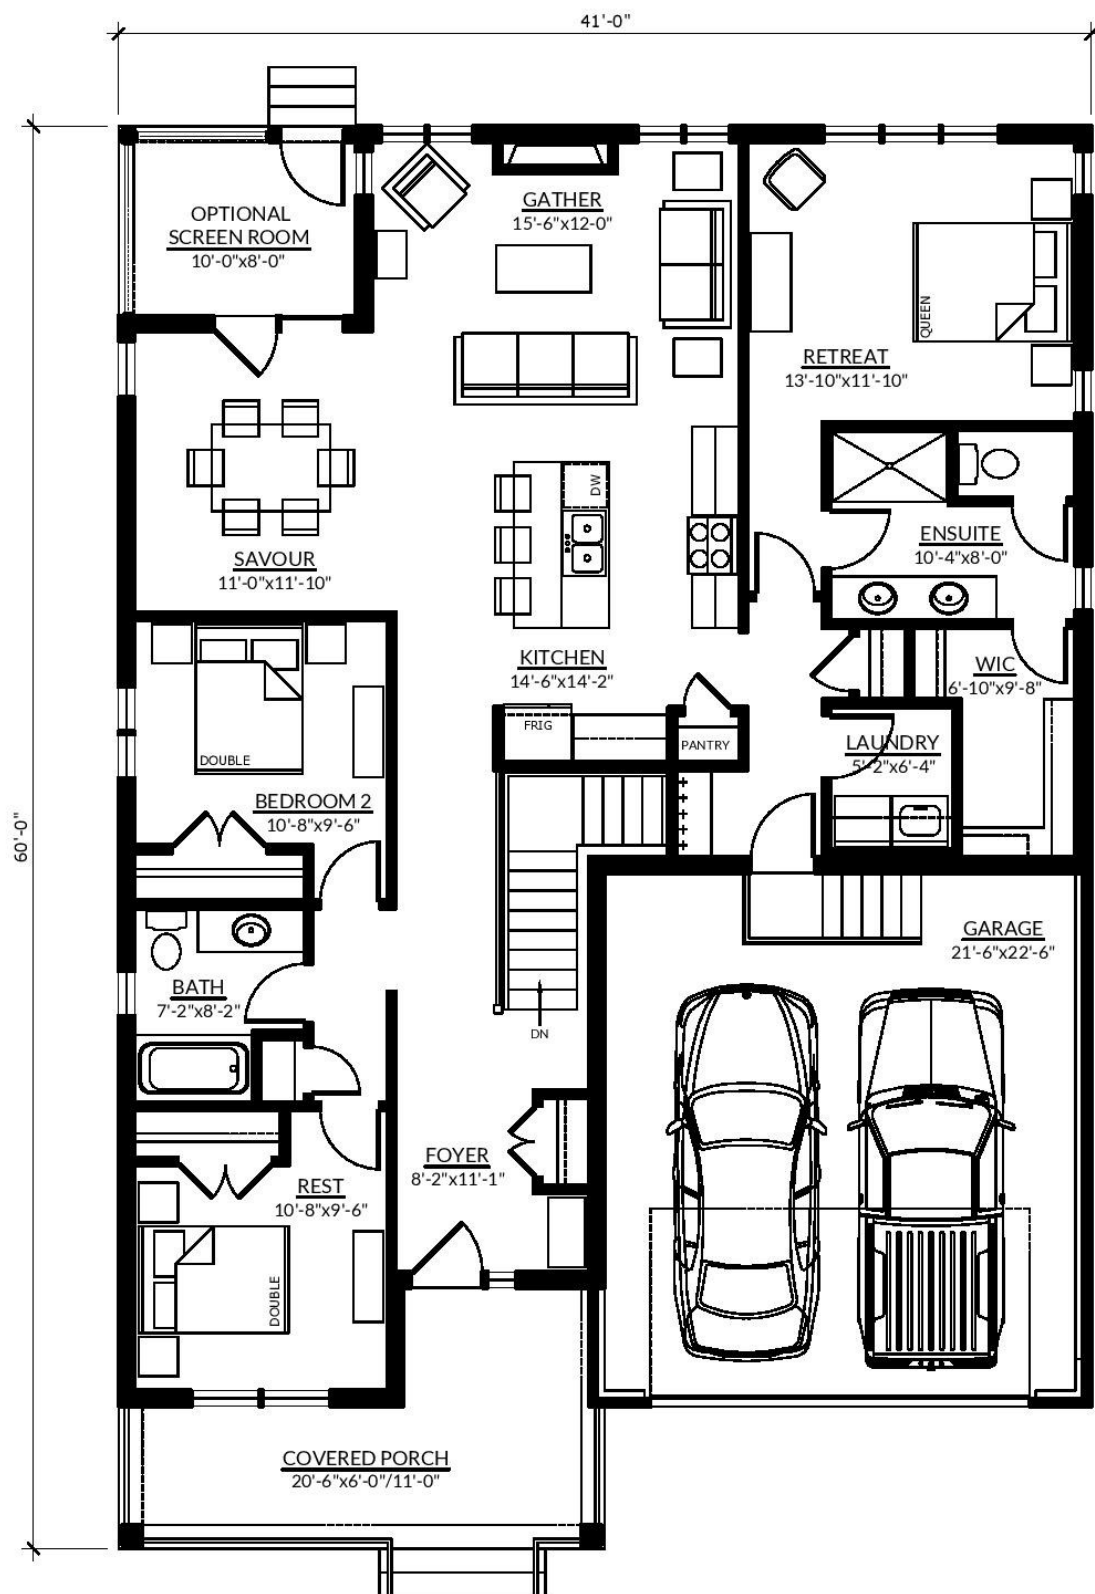 41'-0"
OPTIONAL
SCREEN ROOM
10'-0"x8'-0"
GATHER
15'-6"x12-0"
QUEEN
RETREAT
13'-10"x11'-10"
DW
SAVOUR
11'-0"x11'-10"
ENSUITE
10'-4"x8'-0"
KITCHEN
14'-6"x14'-2"
WIC
6'-10"x9'-8"
FRIG
PANTRY
LAUNDRY
5'-2"x6'-4"
DOUBLE
BEDROOM 2
10'-8"x9'-6"
60'-0"
GARAGE
21'-6"x22'-6"
BATH
7'-2"x8'-2"
DN
FOYER
8'-2"x11'-1"
REST
10'-8"x9'-6"
DOUBLE
COVERED PORCH
20'-6"x6'-0"/11'-0"